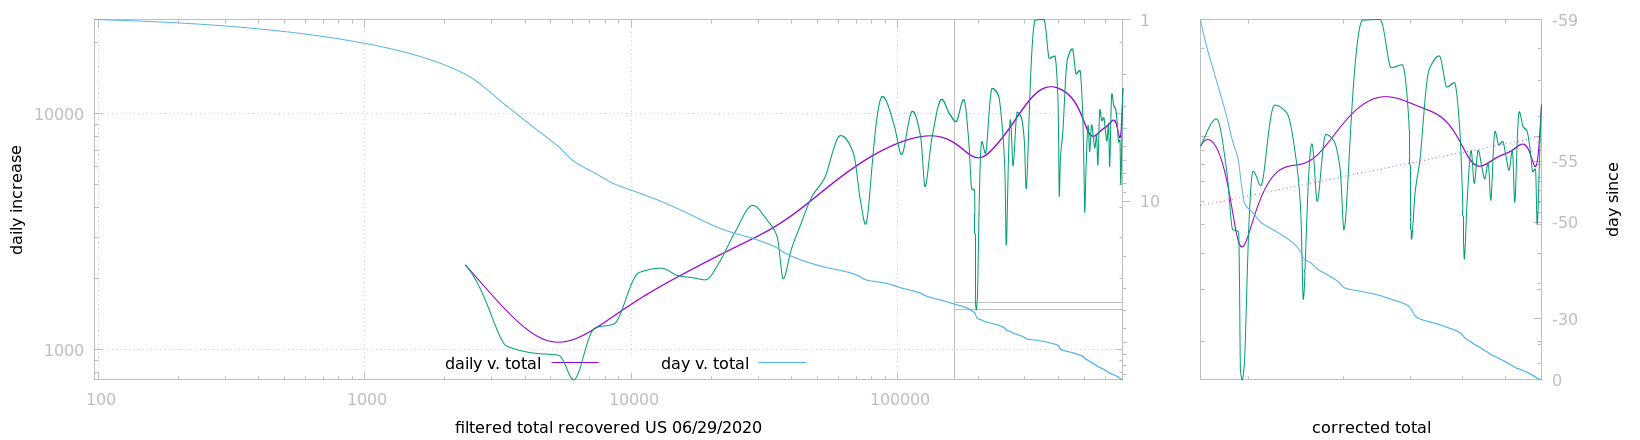 1
-59
10000
daily increase
-55
day since
10
-50
-30
1000
daily v. total
day v. total
0
100
1000
10000
100000
filtered total recovered US 06/29/2020
corrected total